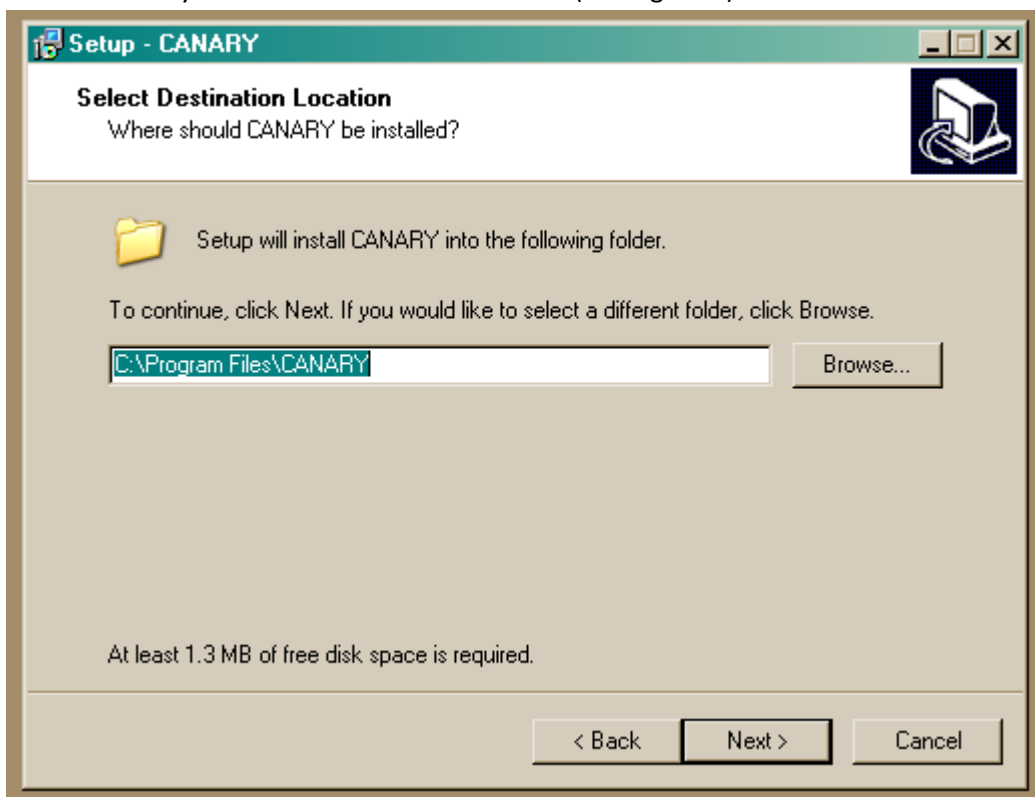 Setup - CANARY
Select Destination Location
Where should CANARY be installed?
Setup will install CANARY into the following folder.
To continue, click Next. If you would like to select a different folder, click Browse.
C:\Program Files\CANARY
Browse...
At least 1.3 MB of free disk space is required.
< Back
Next >
Cancel